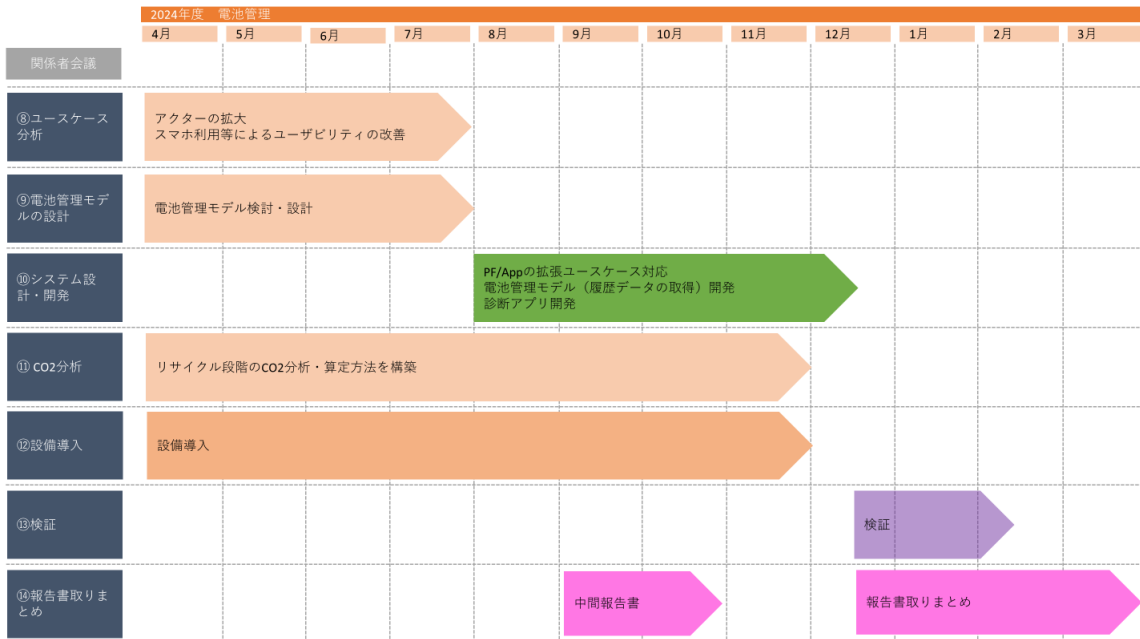 2024年度　電池管理
4月 5月 6月 7月 8月 9月 10月 11月 12月 1月 2月 3月
関係者会議
⑧ユースケース
分析
アクターの拡大
スマホ利用等によるユーザビリティの改善
⑨電池管理モデ
ルの設計
電池管理モデル検討・設計
⑩システム設
計・開発
PF/Appの拡張ユースケース対応
電池管理モデル（履歴データの取得）開発
診断アプリ開発
⑪CO2分析
リサイクル段階のCO2分析・算定方法を構築
⑫設備導入
設備導入
⑬検証
検証
⑭報告書取りま
とめ
中間報告書
報告書取りまとめ